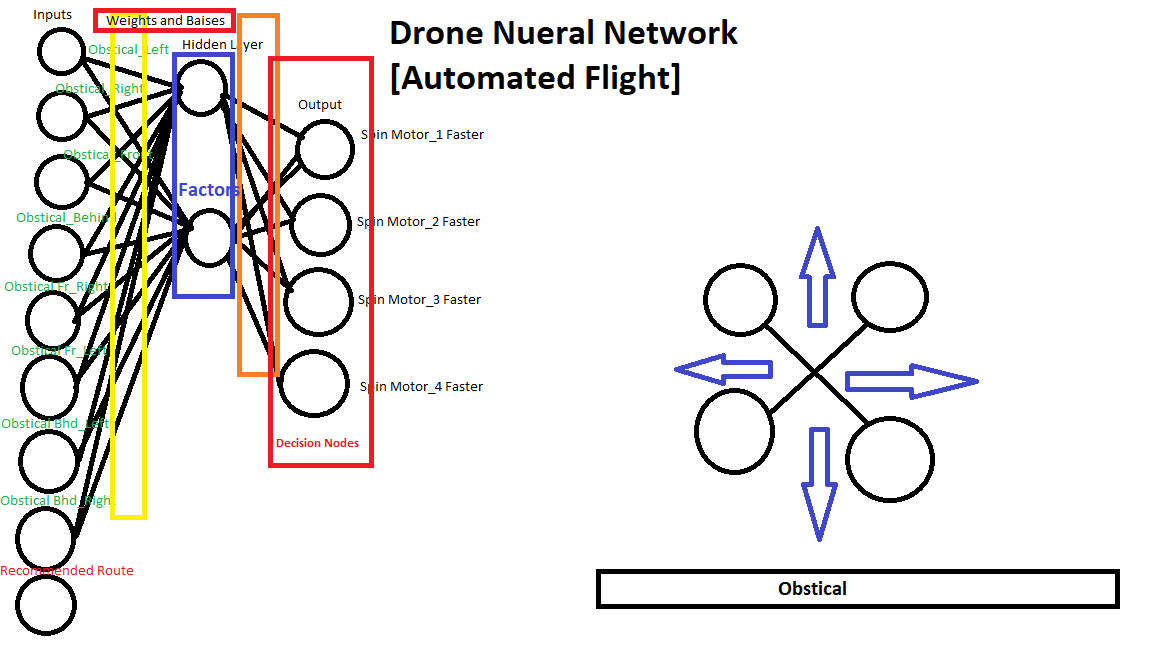 Inputs
Weights and Baises
Drone Nueral Network
[Automated Flight]
Hidden Layer
Obstical_Left
Obstical_Right
Obstical_Front
Obstical_Behind
Obstical Fr_Right
Obstical Fr_Left
Obstical Bhd_Left
Obstical Bhd_Right
Recommended Route
Factors
Output
Spin Motor_1 Faster
Spin Motor_2 Faster
Spin Motor_3 Faster
Spin Motor_4 Faster
Decision Nodes
Obstical